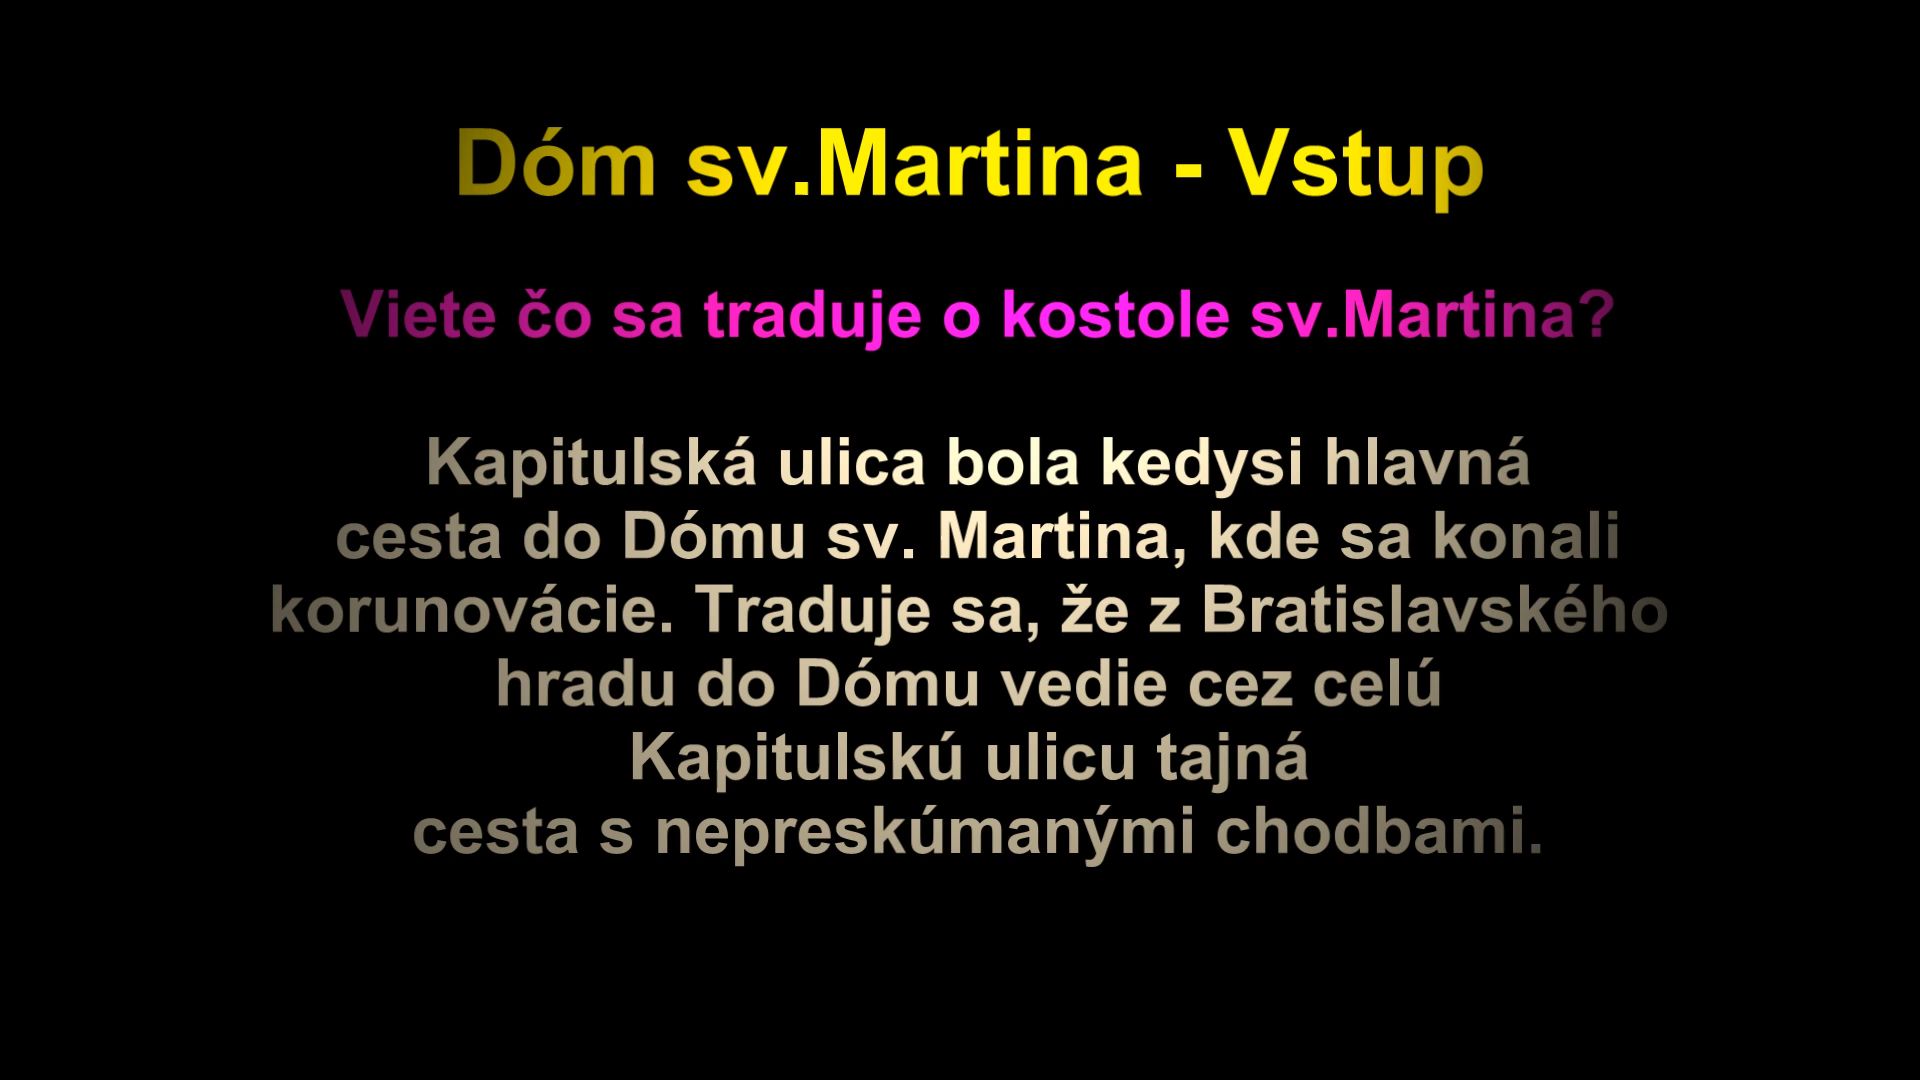 Dóm sv.Martina - Vstup
Viete čo sa traduje o kostole sv.Martina?
Kapitulská ulica bola kedysi hlavná
cesta do Dómu sv. Martina, kde sa konali
korunovácie. Traduje sa, že z Bratislavského
hradu do Dómu vedie cez celú
Kapitulskú ulicu tajná
cesta s nepreskúmanými chodbami.